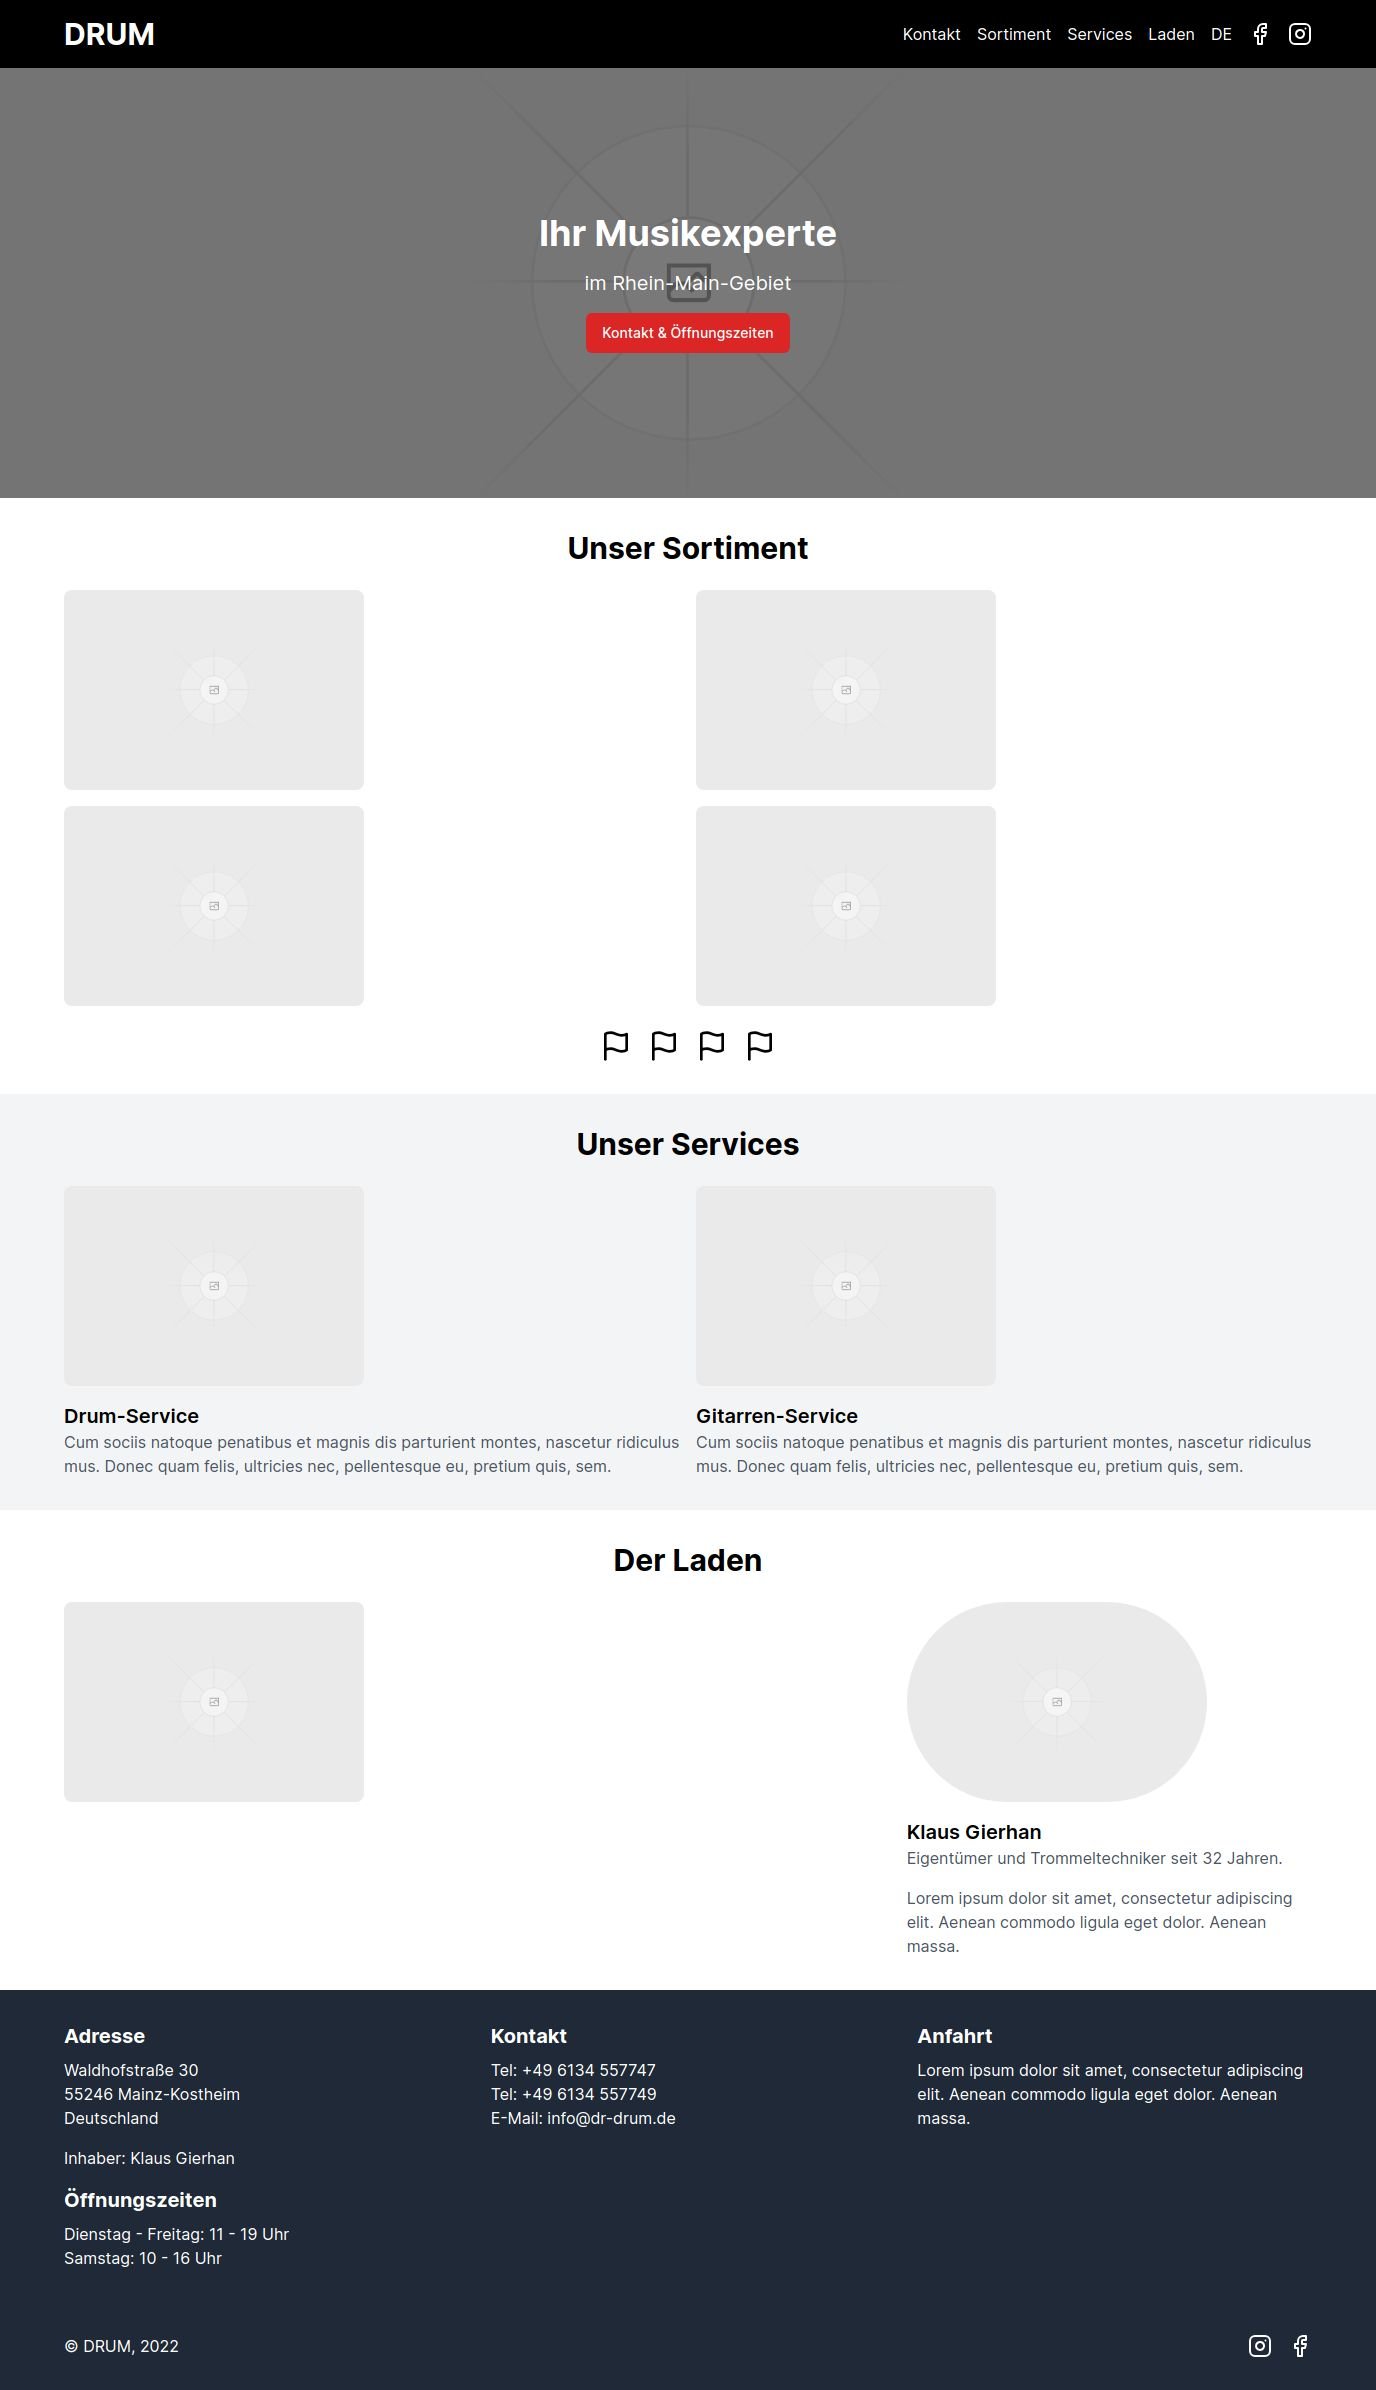 DRUM
Kontakt Sortiment Services Laden DE
Ihr Musikexperte
im Rhein-Main-Gebiet
Kontakt & Öffnungszeiten
Unser Sortiment
Unser Services
Drum-Service
Cum sociis natoque penatibus et magnis dis parturient montes, nascetur ridiculus
mus. Donec quam felis, ultricies nec, pellentesque eu, pretium quis, sem.
Gitarren-Service
Cum sociis natoque penatibus et magnis dis parturient montes, nascetur ridiculus
mus. Donec quam felis, ultricies nec, pellentesque eu, pretium quis, sem.
Der Laden
Klaus Gierhan
Eigentümer und Trommeltechniker seit 32 Jahren.
Lorem ipsum dolor sit amet, consectetur adipiscing
elit. Aenean commodo ligula eget dolor. Aenean
massa.
Adresse
Waldhofstraße 30
55246 Mainz-Kostheim
Deutschland
Inhaber: Klaus Gierhan
Öffnungszeiten
Dienstag - Freitag: 11 - 19 Uhr
Samstag: 10 - 16 Uhr
Kontakt
Tel: +49 6134 557747
Tel: +49 6134 557749
E-Mail: info@dr-drum.de
Anfahrt
Lorem ipsum dolor sit amet, consectetur adipiscing
elit. Aenean commodo ligula eget dolor. Aenean
massa.
© DRUM, 2022